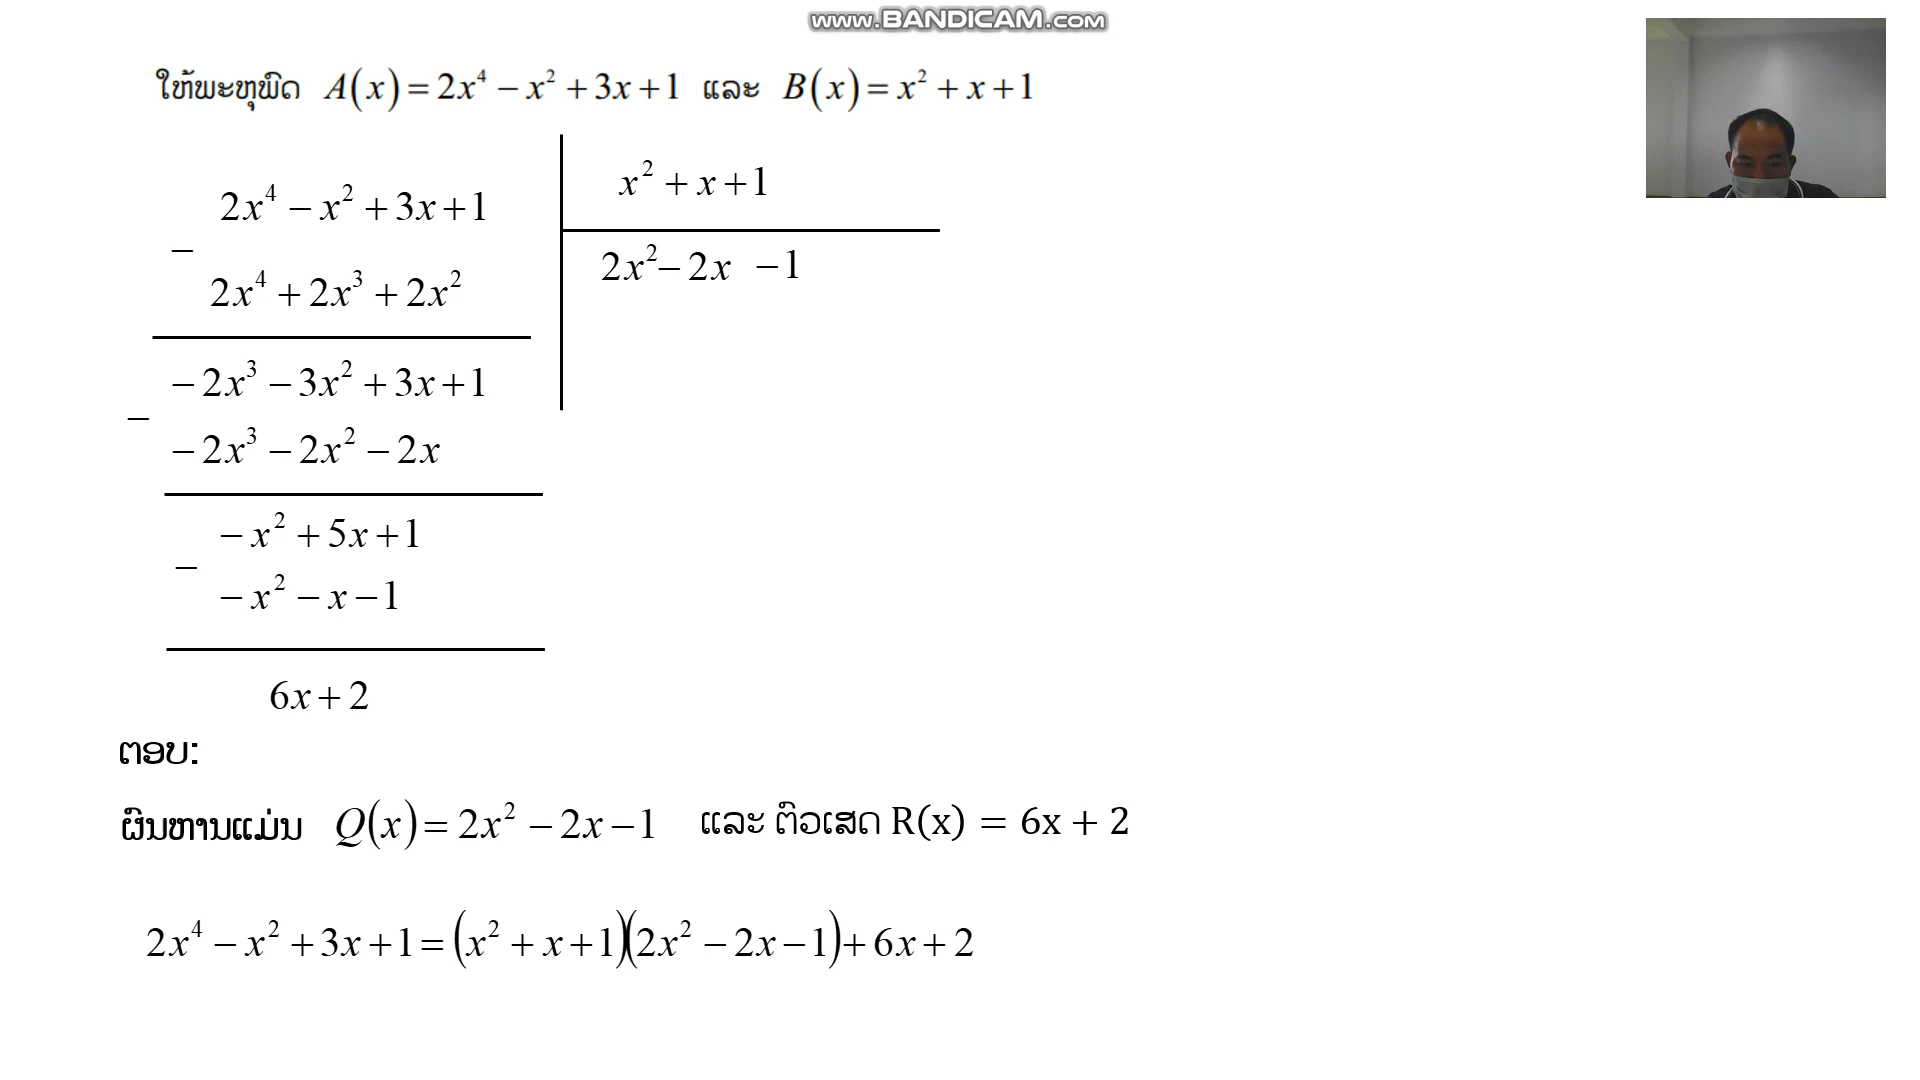 www.BANDICAM.com
ໃຫ້ພະຫຸພົດ A(x) = 2x⁴ − x² + 3x + 1 ແລະ B(x) = x² + x + 1
2x⁴ − x² + 3x + 1
x² + x + 1
−
2x⁴ + 2x³ + 2x²
2x² − 2x − 1
− 2x³ − 3x² + 3x + 1
−
− 2x³ − 2x² − 2x
− x² + 5x + 1
−
− x² − x − 1
6x + 2
ຕອບ:
ຜົນຫານແມ່ນ Q(x) = 2x² − 2x − 1 ແລະ ຕົວເສດ R(x) = 6x + 2
2x⁴ − x² + 3x + 1 = (x² + x + 1)(2x² − 2x − 1) + 6x + 2